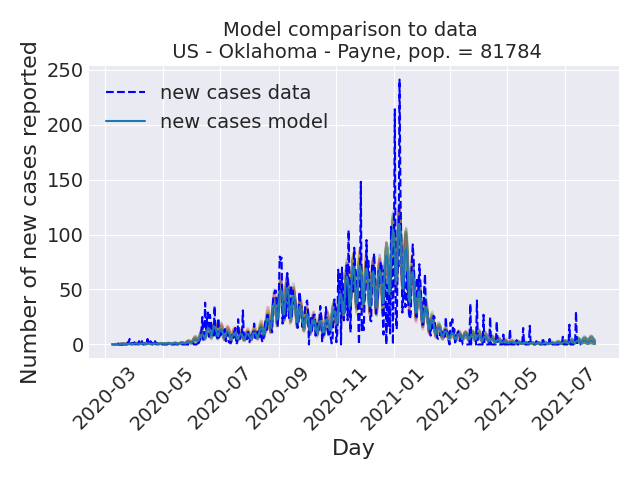 Model comparison to data
US - Oklahoma - Payne, pop. = 81784
Number of new cases reported
250
200
150
100
50
0
new cases data
new cases model
2020-03
2020-05
2020-07
2020-09
2020-11
2021-01
2021-03
2021-05
2021-07
Day